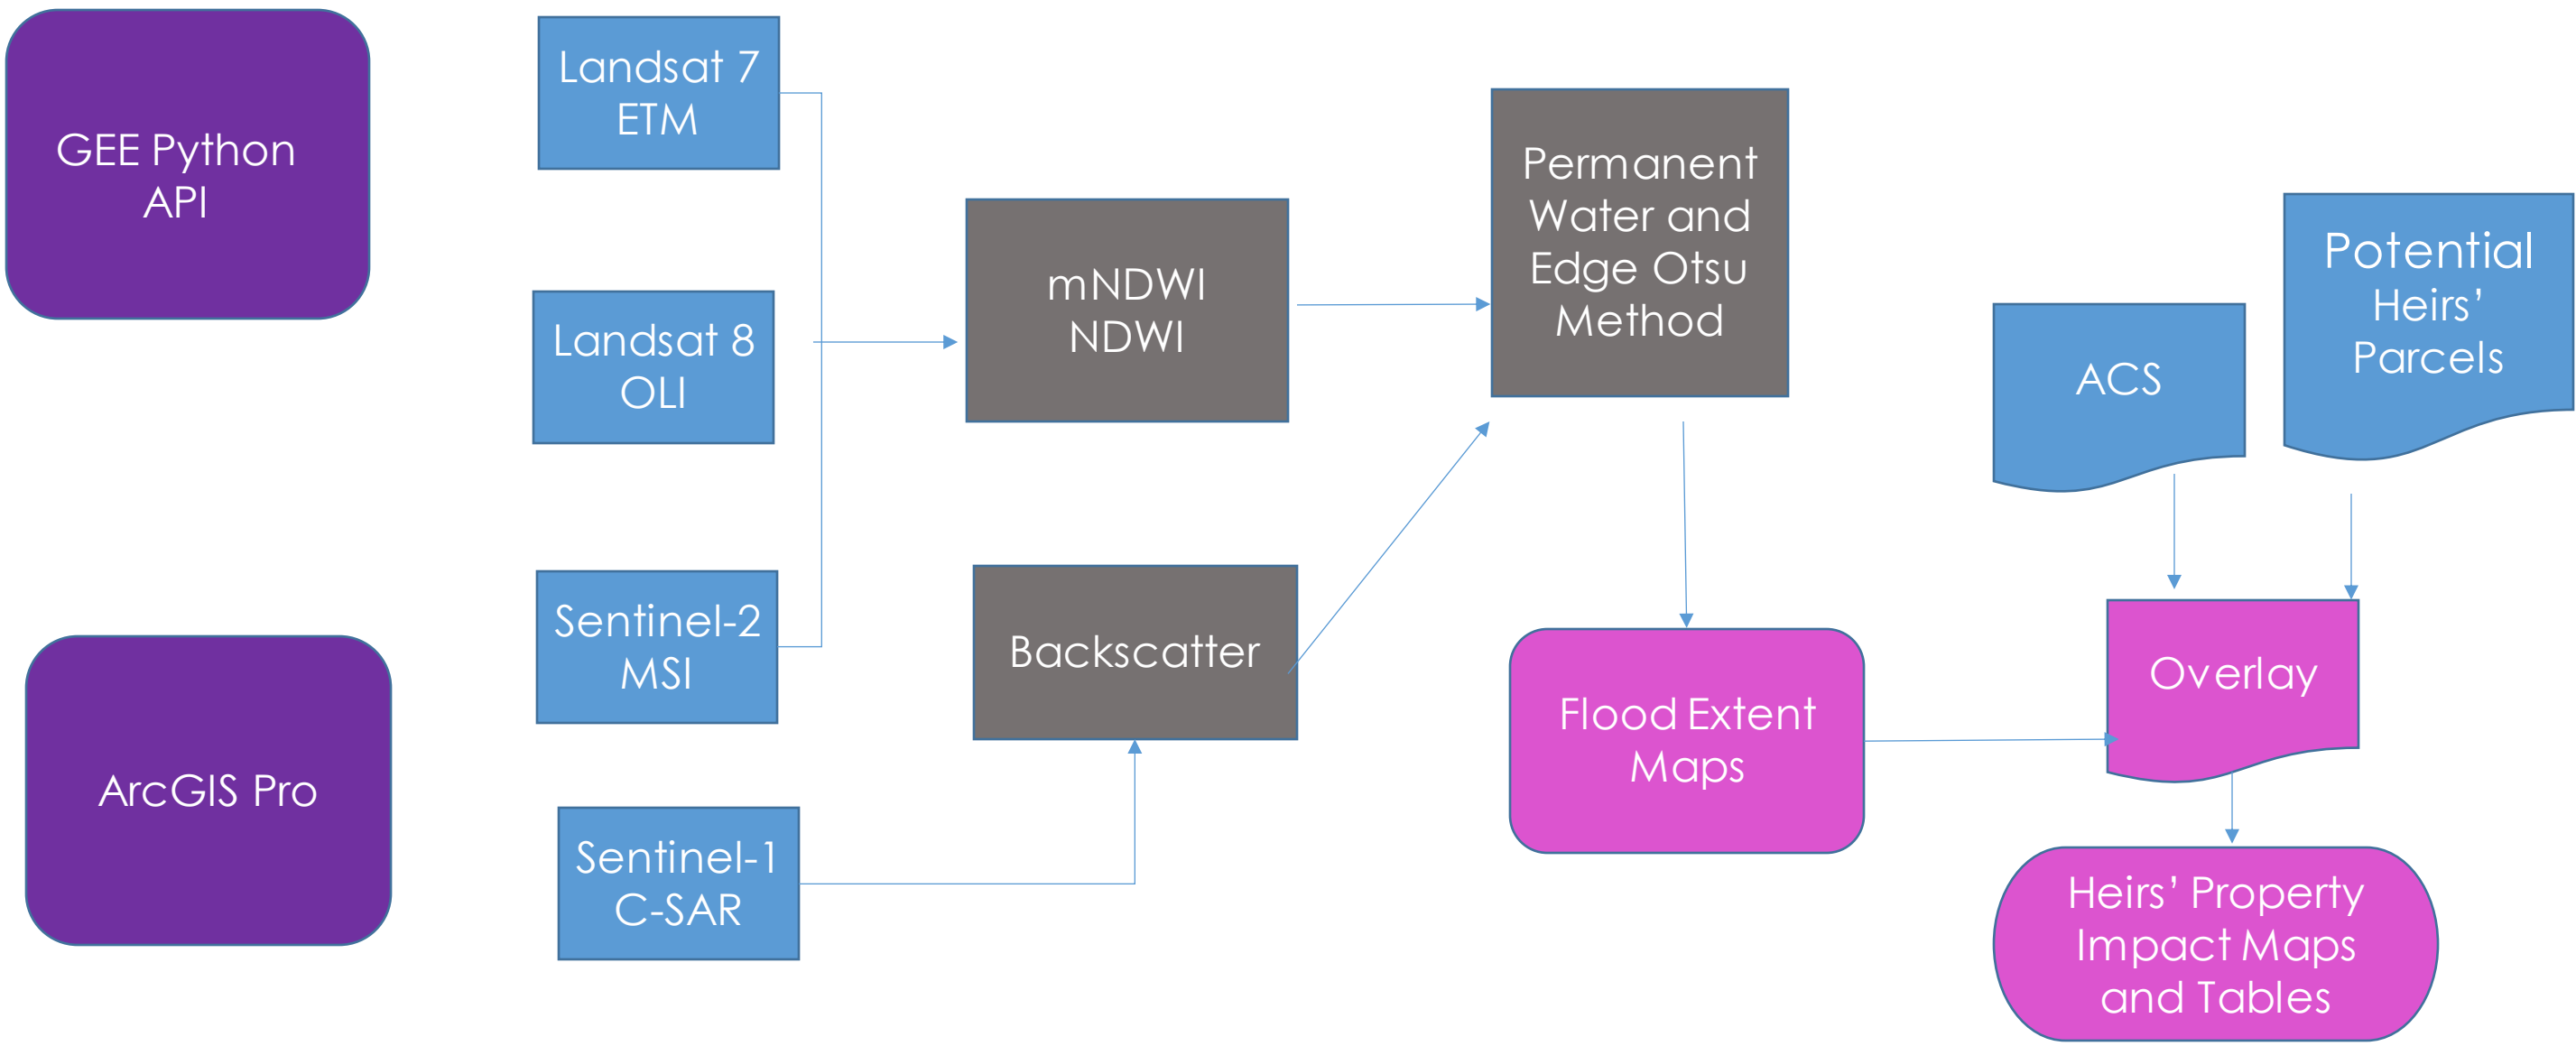 GEE Python
API
ArcGIS Pro
Landsat 7
ETM
Landsat 8
OLI
Sentinel-2
MSI
Sentinel-1
C-SAR
mNDWI
NDWI
Backscatter
Permanent
Water and
Edge Otsu
Method
Flood Extent
Maps
ACS
Potential
Heirs’
Parcels
Overlay
Heirs’ Property
Impact Maps
and Tables